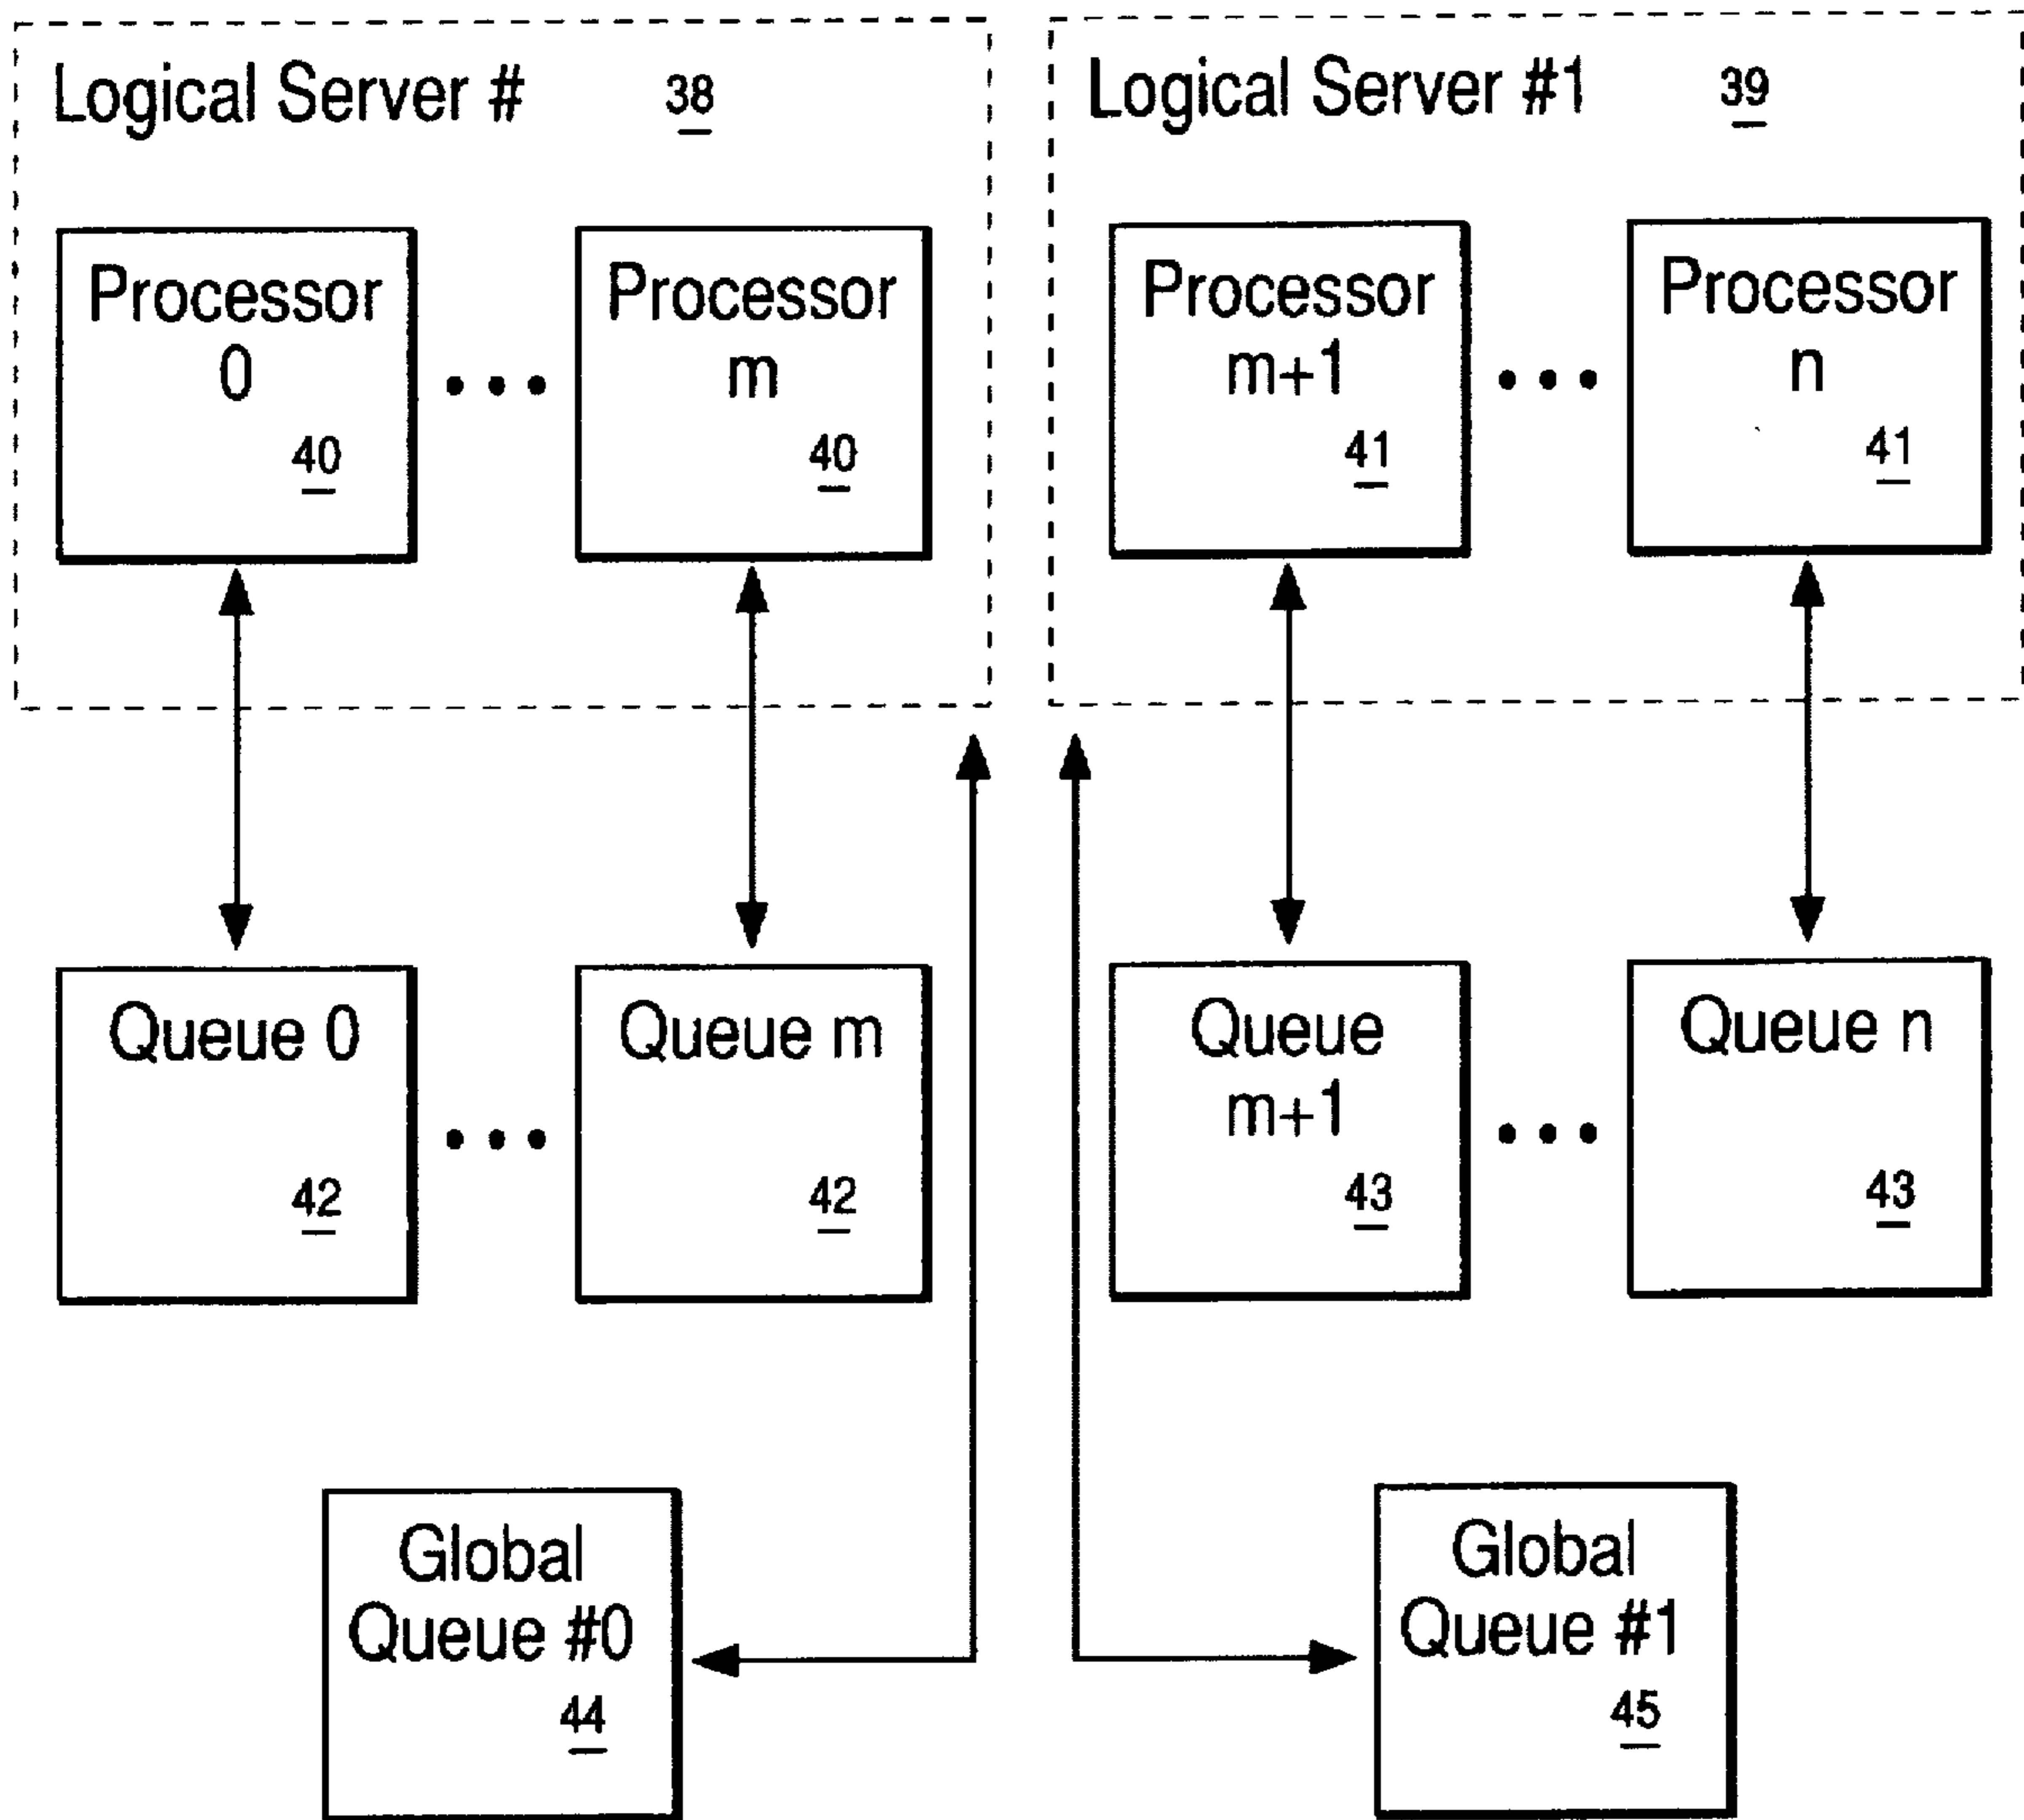 Logical Server # 38
Logical Server #1 39
Processor
0
40
Processor
m
40
Processor
m+1
41
Processor
n
41
Queue 0
42
Queue m
42
Queue
m+1
43
Queue n
43
Global
Queue #0
44
Global
Queue #1
45